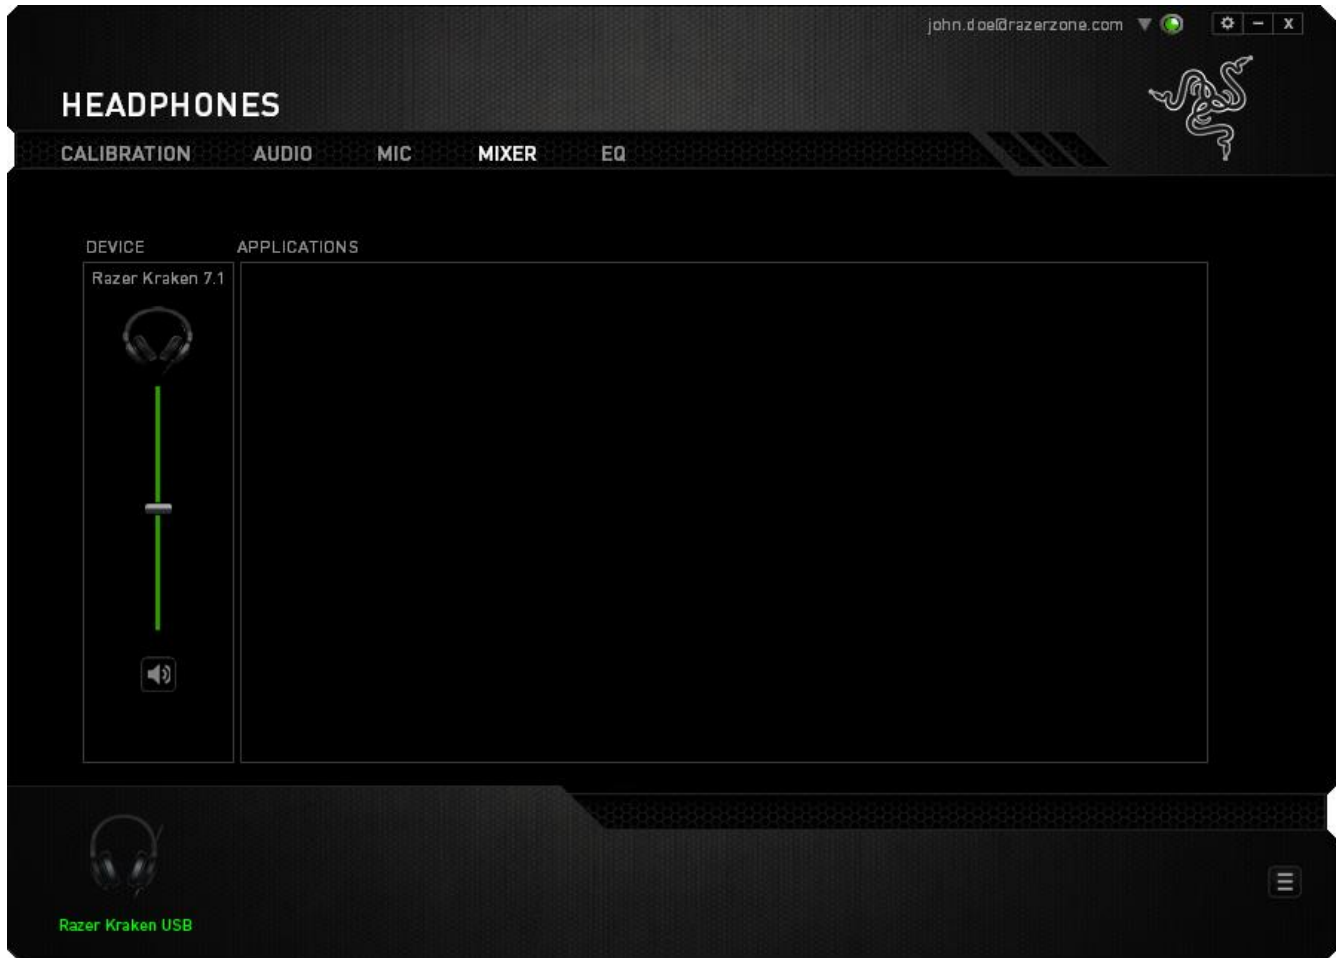 john.doe@razerzone.com
X
HEADPHONES
CALIBRATION AUDIO MIC MIXER EQ
DEVICE APPLICATIONS
Razer Kraken 7.1
Razer Kraken USB